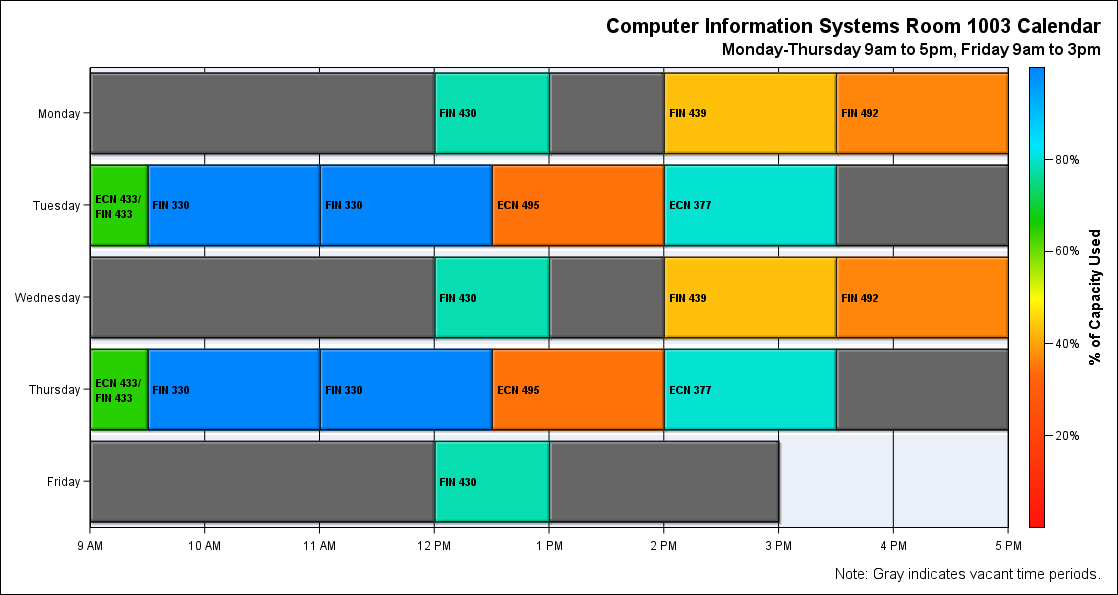 Computer Information Systems Room 1003 Calendar
Monday-Thursday 9am to 5pm, Friday 9am to 3pm
Monday
FIN 430
FIN 439
FIN 492
Tuesday
ECN 433/
FIN 433
FIN 330
FIN 330
ECN 495
ECN 377
Wednesday
FIN 430
FIN 439
FIN 492
Thursday
ECN 433/
FIN 433
FIN 330
FIN 330
ECN 495
ECN 377
Friday
FIN 430
9 AM
10 AM
11 AM
12 PM
1 PM
2 PM
3 PM
4 PM
5 PM
80%
60%
40%
20%
% of Capacity Used
Note: Gray indicates vacant time periods.